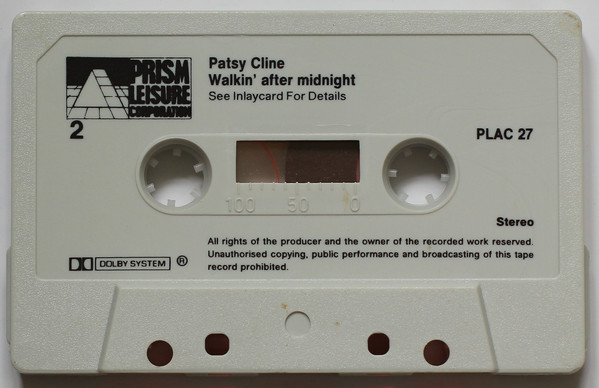 PRISM
LEISURE
CORPORATION
Patsy Cline
Walkin' after midnight
See Inlaycard For Details
2
PLAC 27
100 50 0
Stereo
All rights of the producer and the owner of the recorded work reserved.
Unauthorised copying, public performance and broadcasting of this tape
record prohibited.
DOLBY SYSTEM ®